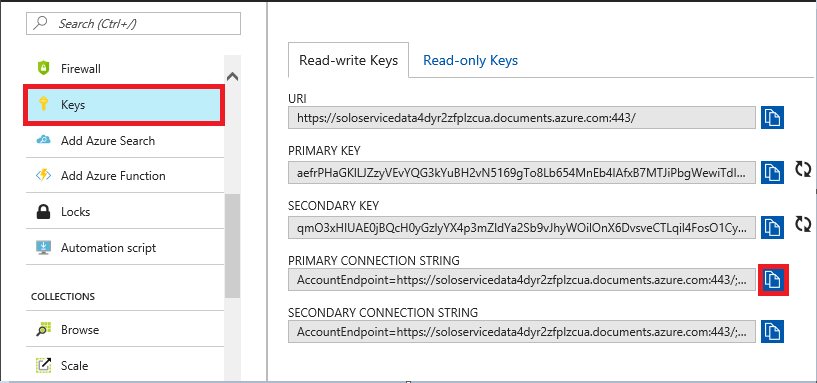 Search (Ctrl+/)
Firewall
Keys
Add Azure Search
Add Azure Function
Locks
Automation script
COLLECTIONS
Browse
Scale
Read-write Keys
Read-only Keys
URI
https://soloservicedata4dyr2zfplzcua.documents.azure.com:443/
PRIMARY KEY
aefrPHaGKlLJZzyVEvYQG3kYuBH2vN5169gTo8Lb654MnEb4IAfxB7MTJiPbgWewiTdI...
SECONDARY KEY
qmO3xHIUAE0jBQcH0yGzlyYX4p3mZldYa2Sb9vJhyWOilOnX6DvsveCTLqiI4FosO1Cy...
PRIMARY CONNECTION STRING
AccountEndpoint=https://soloservicedata4dyr2zfplzcua.documents.azure.com:443/;...
SECONDARY CONNECTION STRING
AccountEndpoint=https://soloservicedata4dyr2zfplzcua.documents.azure.com:443/;...